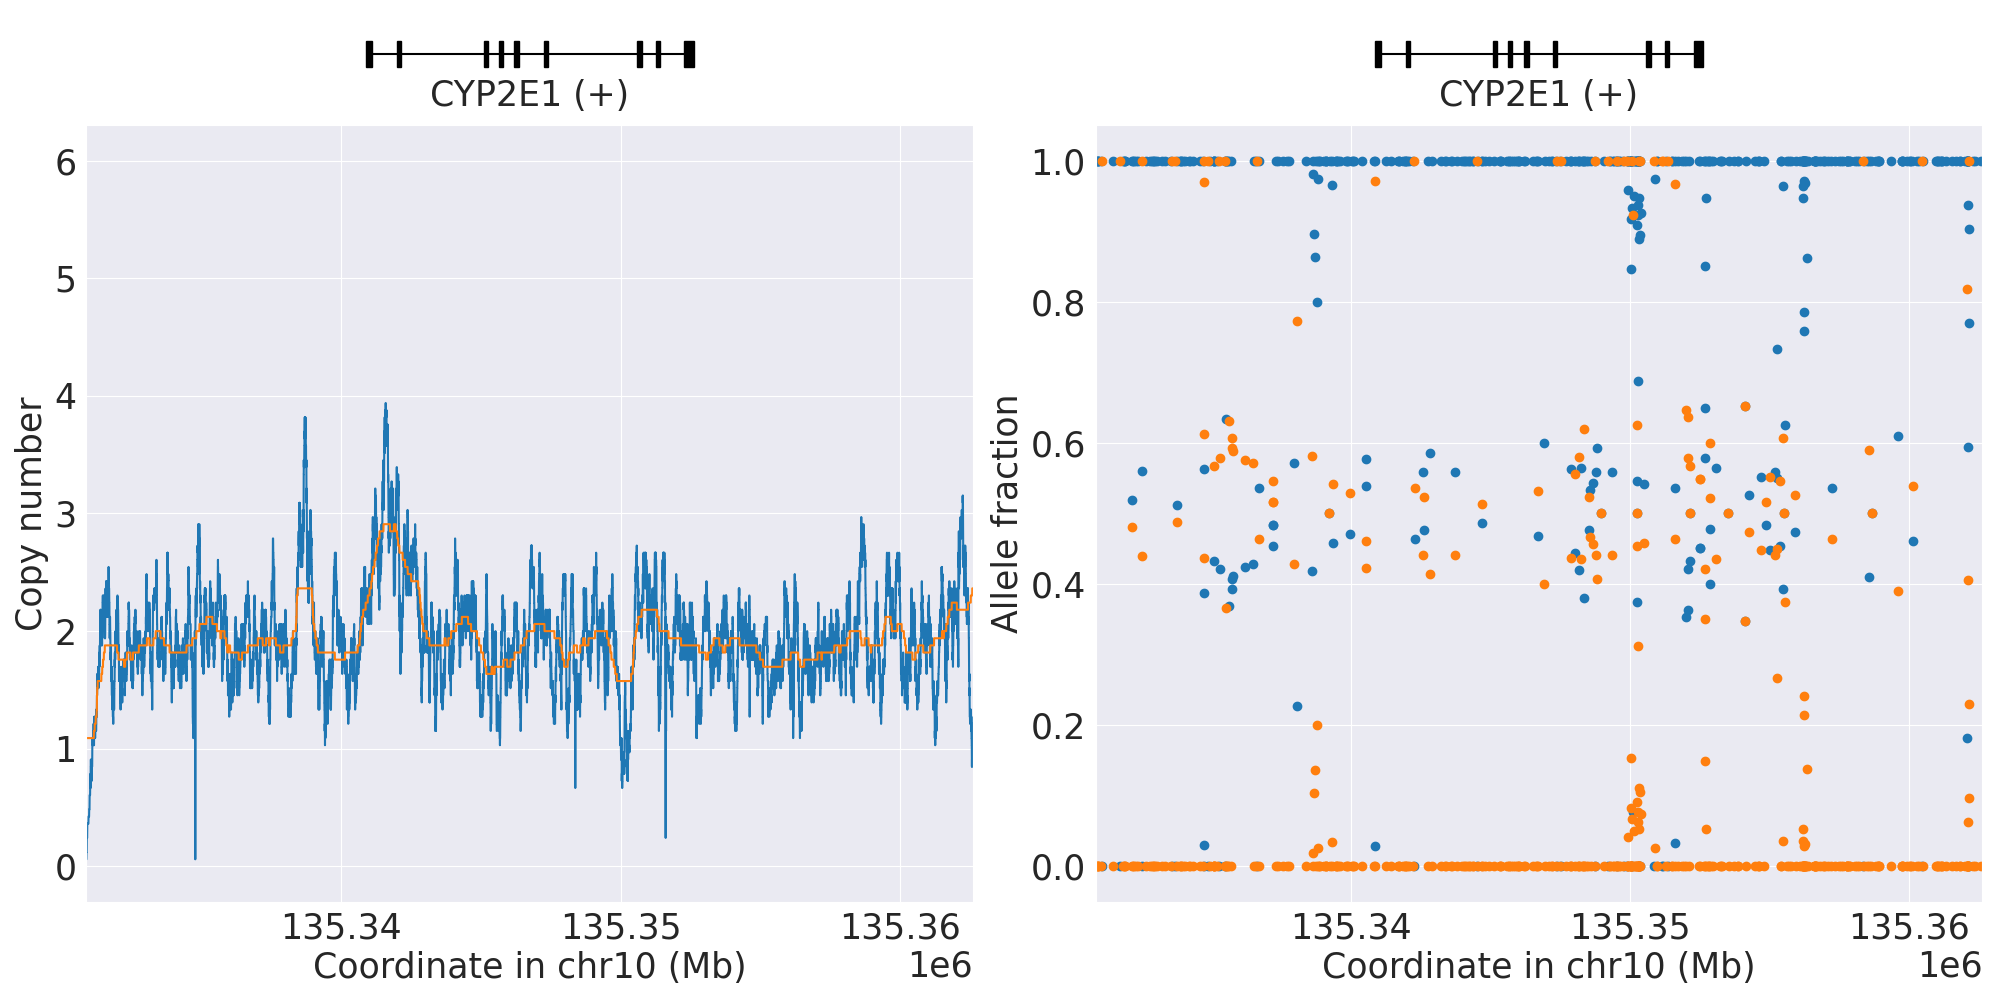 CYP2E1 (+)
6
5
4
3
2
1
0
Copy number
135.34 135.35 135.36
Coordinate in chr10 (Mb)
1e6
CYP2E1 (+)
1.0
0.8
0.6
0.4
0.2
0.0
Allele fraction
135.34 135.35 135.36
Coordinate in chr10 (Mb)
1e6